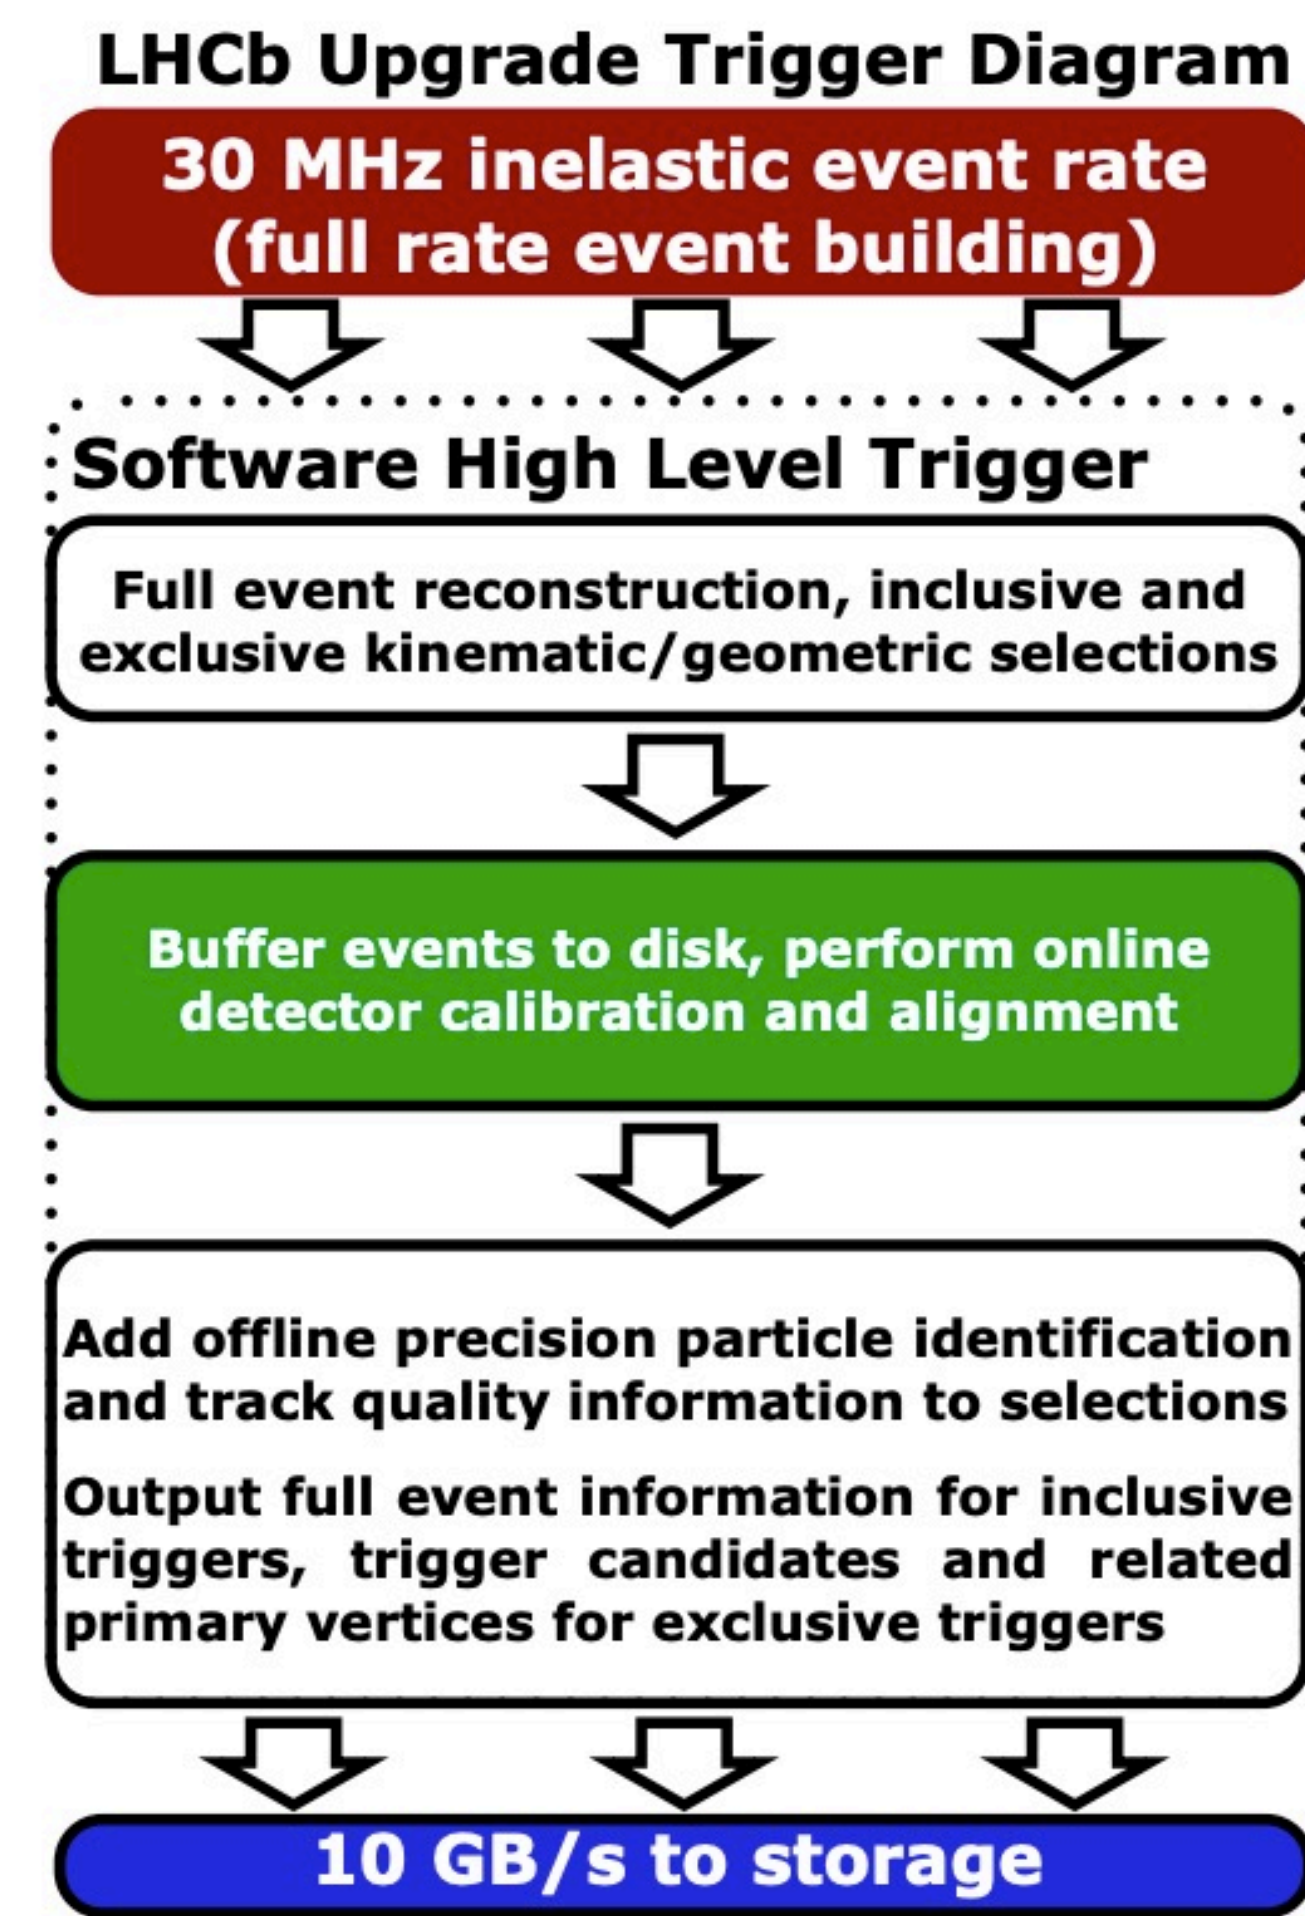 LHCb Upgrade Trigger Diagram
30 MHz inelastic event rate
(full rate event building)
Software High Level Trigger
Full event reconstruction, inclusive and
exclusive kinematic/geometric selections
Buffer events to disk, perform online
detector calibration and alignment
Add offline precision particle identification
and track quality information to selections
Output full event information for inclusive
triggers, trigger candidates and related
primary vertices for exclusive triggers
10 GB/s to storage